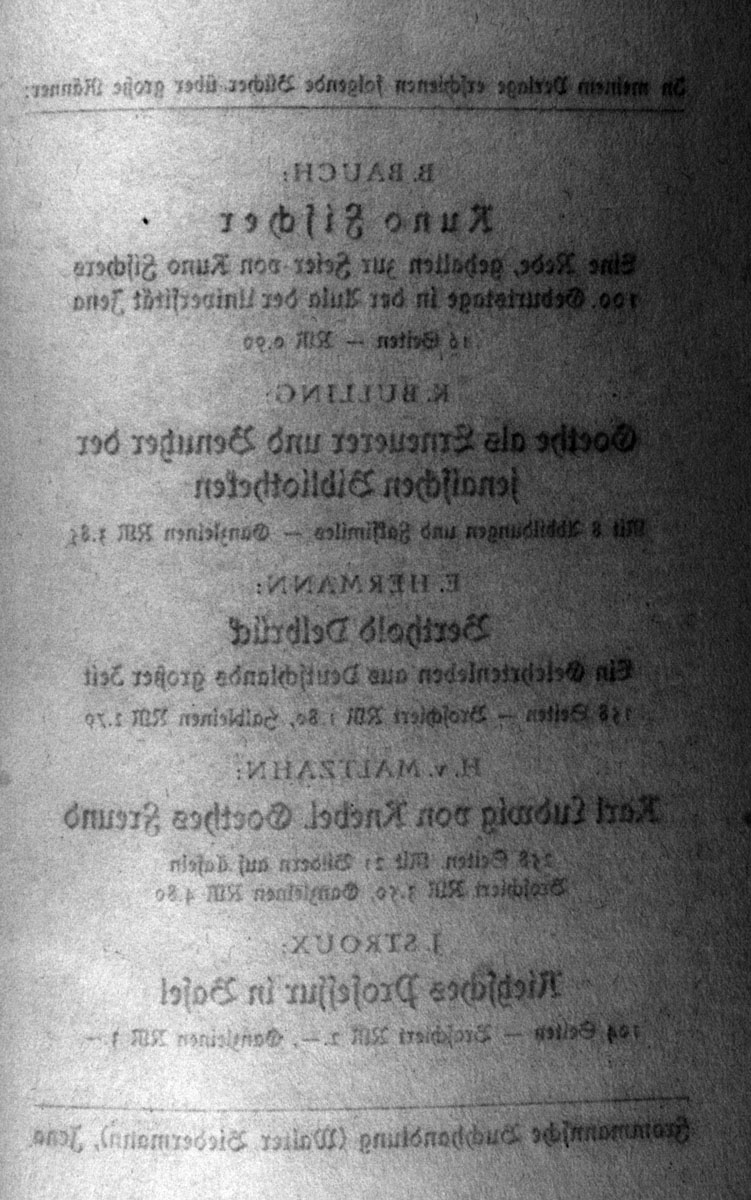 In meinem Verlage erschienen folgende Bücher über große Männer:
B. BAUCH:
Kuno Fischer
Eine Rede, gehalten zur Feier von Kuno Fischers
100. Geburtstage in der Aula der Universität Jena
16 Seiten — RM 0.90
K. BULLING:
Goethe als Erneuerer und Benutzer der
jenaischen Bibliotheken
Mit 8 Abbildungen und Faksimiles — Ganzleinen RM
E. HERMANN:
Berthold Delbrück
Ein Gelehrtenleben aus Deutschlands großer Zeit
158 Seiten — Broschiert RM 1.80, Halbleinen RM 2.70
H. v. MALTZAHN:
Karl Ludwig von Knebel. Goethes Freund
258 Seiten. Mit 21 Bildern auf Tafeln
Broschiert RM 3.70, Ganzleinen RM 4.80
J. STROUX:
Nietzsches Professur in Basel
104 Seiten — Broschiert RM 2.—, Ganzleinen RM 3.—
Frommannsche Buchhandlung (Walter Biedermann), Jena